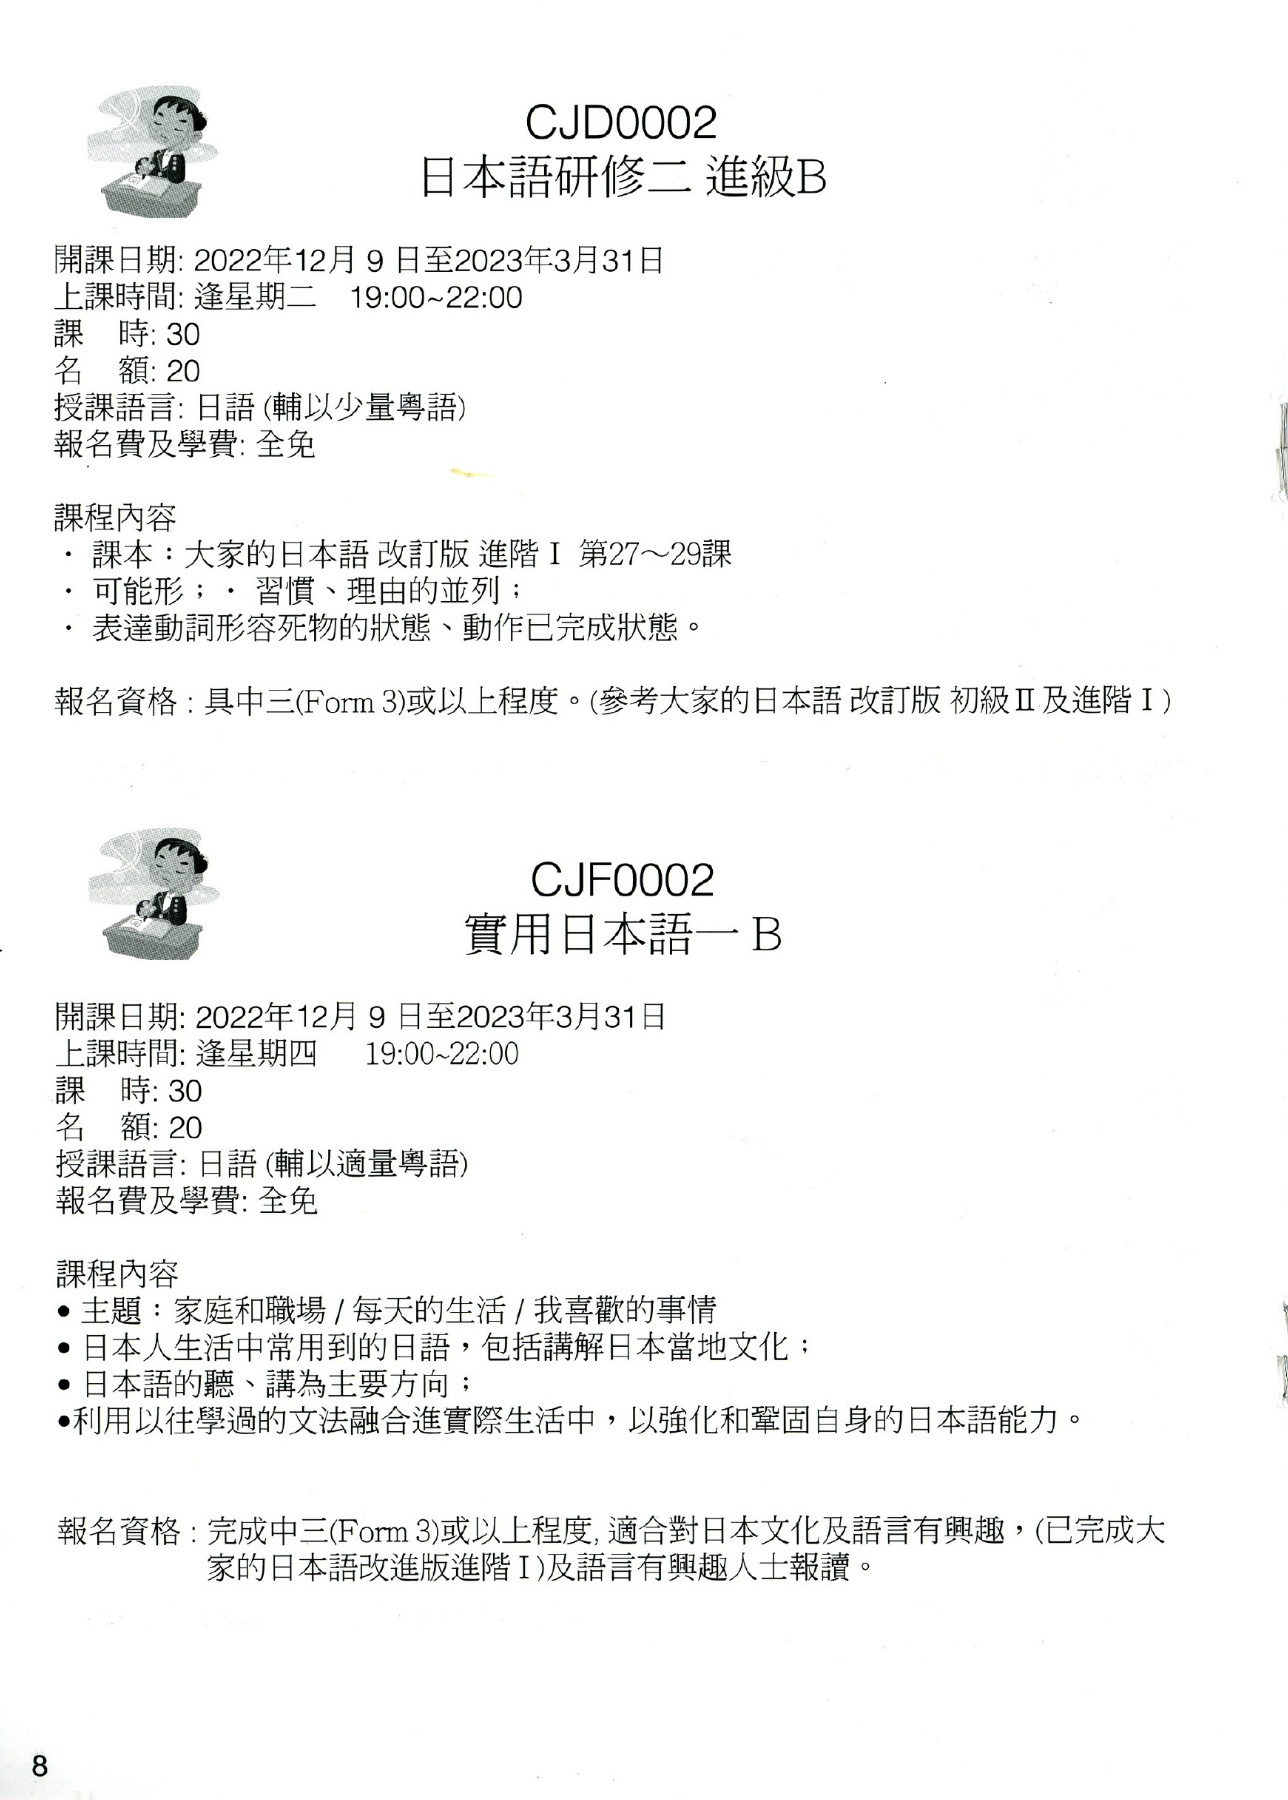 CJD0002
日本語研修二 進級B
開課日期: 2022年12月 9 日至2023年3月31日
上課時間: 逢星期二 19:00~22:00
課 時: 30
名 額: 20
授課語言: 日語 (輔以少量粵語)
報名費及學費: 全免
課程內容
· 課本：大家的日本語 改訂版 進階 I 第27～29課
· 可能形；· 習慣、理由的並列；
· 表達動詞形容死物的狀態、動作已完成狀態。
報名資格 : 具中三(Form 3)或以上程度。(參考大家的日本語 改訂版 初級 II 及進階 I )
CJF0002
實用日本語一 B
開課日期: 2022年12月 9 日至2023年3月31日
上課時間: 逢星期四 19:00~22:00
課 時: 30
名 額: 20
授課語言: 日語 (輔以適量粵語)
報名費及學費: 全免
課程內容
● 主題：家庭和職場 / 每天的生活 / 我喜歡的事情
● 日本人生活中常用到的日語，包括講解日本當地文化；
● 日本語的聽、講為主要方向；
●利用以往學過的文法融合進實際生活中，以強化和鞏固自身的日本語能力。
報名資格 : 完成中三(Form 3)或以上程度, 適合對日本文化及語言有興趣，(已完成大
家的日本語改進版進階 I )及語言有興趣人士報讀。
8